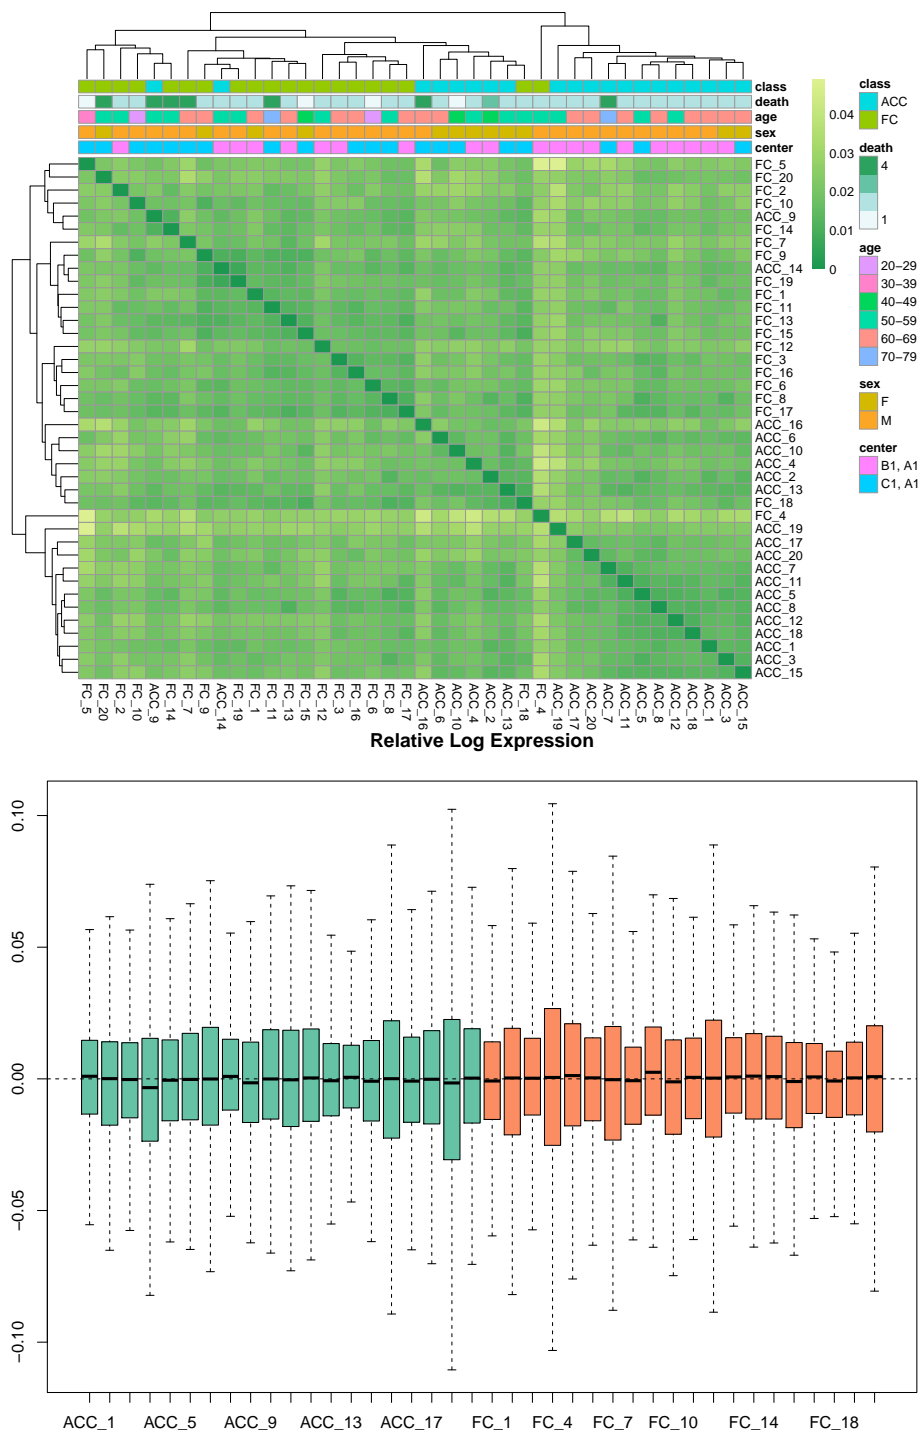 class
death
age
sex
center
FC_5
FC_20
FC_2
FC_10
ACC_9
FC_14
FC_7
FC_9
ACC_14
FC_19
FC_1
FC_11
FC_13
FC_15
FC_12
FC_3
FC_16
FC_6
FC_8
FC_17
ACC_16
ACC_6
ACC_10
ACC_4
ACC_2
ACC_13
FC_18
FC_4
ACC_19
ACC_17
ACC_20
ACC_7
ACC_11
ACC_5
ACC_8
ACC_12
ACC_18
ACC_1
ACC_3
ACC_15
0.04
0.03
0.02
0.01
0
class
ACC
FC
death
4
1
age
20−29
30−39
40−49
50−59
60−69
70−79
sex
F
M
center
B1, A1
C1, A1
FC_5 FC_20 FC_2 FC_10 ACC_9 FC_14 FC_7 FC_9 ACC_14 FC_19 FC_1 FC_11 FC_13 FC_15 FC_12 FC_3 FC_16 FC_6 FC_8 FC_17 ACC_16 ACC_6 ACC_10 ACC_4 ACC_2 ACC_13 FC_18 FC_4 ACC_19 ACC_17 ACC_20 ACC_7 ACC_11 ACC_5 ACC_8 ACC_12 ACC_18 ACC_1 ACC_3 ACC_15
Relative Log Expression
0.10
0.05
0.00
−0.05
−0.10
ACC_1 ACC_5 ACC_9 ACC_13 ACC_17 FC_1 FC_4 FC_7 FC_10 FC_14 FC_18